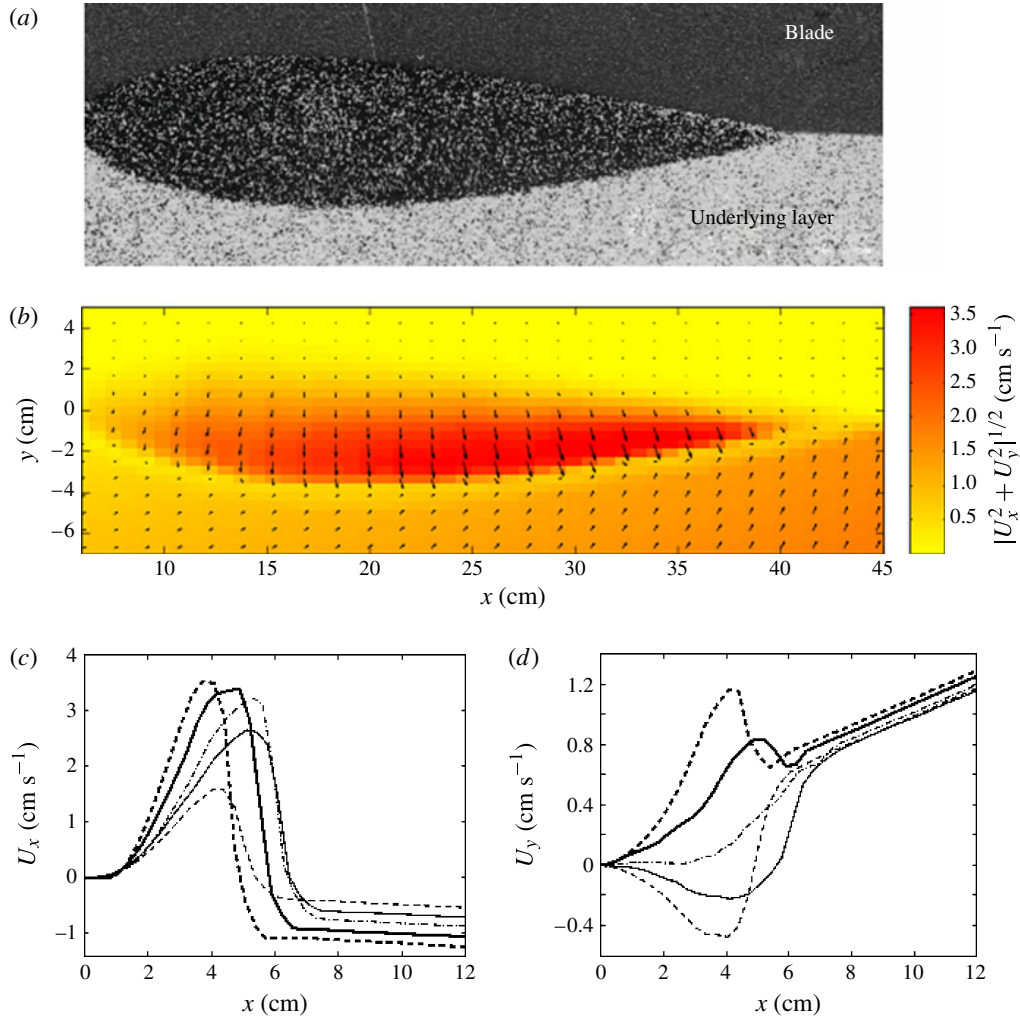 (a)
Blade
Underlying layer
(b)
4
2
0
−2
−4
−6
y (cm)
10 15 20 25 30 35 40 45
x (cm)
3.5
3.0
2.5
2.0
1.5
1.0
0.5
|U_x^2 + U_y^2|^{1/2} (cm s^{−1})
(c)
4
3
2
1
0
−1
U_x (cm s^{−1})
0 2 4 6 8 10 12
x (cm)
(d)
1.2
0.8
0.4
0
−0.4
U_y (cm s^{−1})
0 2 4 6 8 10 12
x (cm)